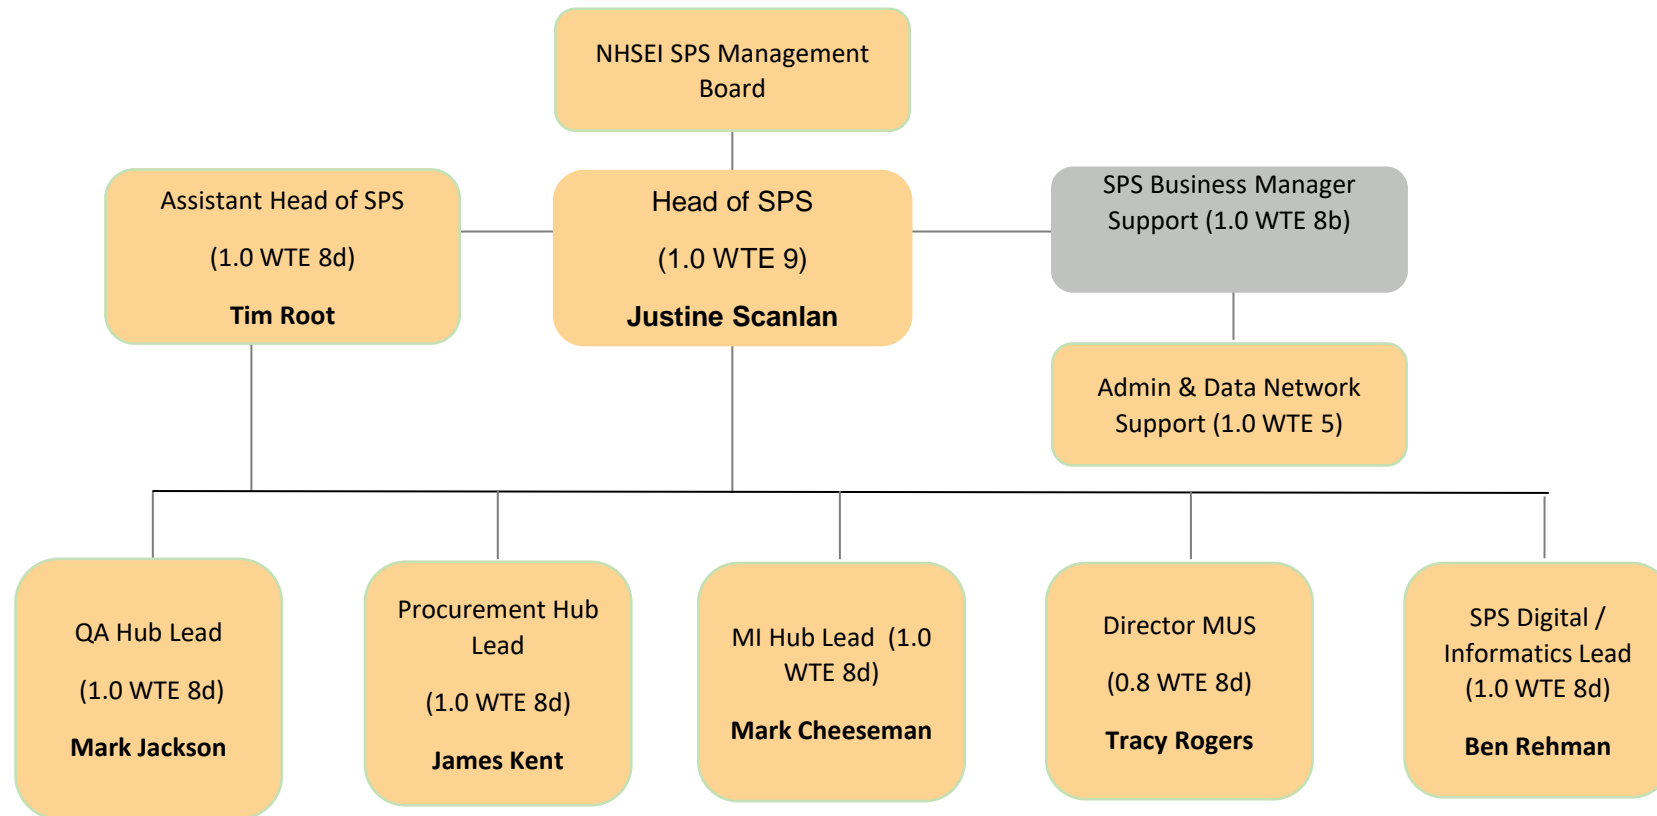 NHSEI SPS Management
Board
Assistant Head of SPS
(1.0 WTE 8d)
Tim Root
Head of SPS
(1.0 WTE 9)
Justine Scanlan
SPS Business Manager
Support (1.0 WTE 8b)
Admin & Data Network
Support (1.0 WTE 5)
QA Hub Lead
(1.0 WTE 8d)
Mark Jackson
Procurement Hub
Lead
(1.0 WTE 8d)
James Kent
MI Hub Lead  (1.0
WTE 8d)
Mark Cheeseman
Director MUS
(0.8 WTE 8d)
Tracy Rogers
SPS Digital /
Informatics Lead
(1.0 WTE 8d)
Ben Rehman